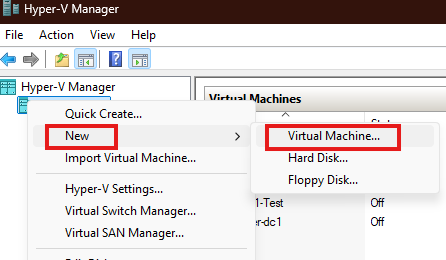 Hyper-V Manager
File Action View Help
Hyper-V Manager
Virtual Machines
Quick Create...
New
Virtual Machine...
Import Virtual Machine...
Hard Disk...
Floppy Disk...
Hyper-V Settings...
1-Test Off
Virtual Switch Manager...
r-dc1 Off
Virtual SAN Manager...